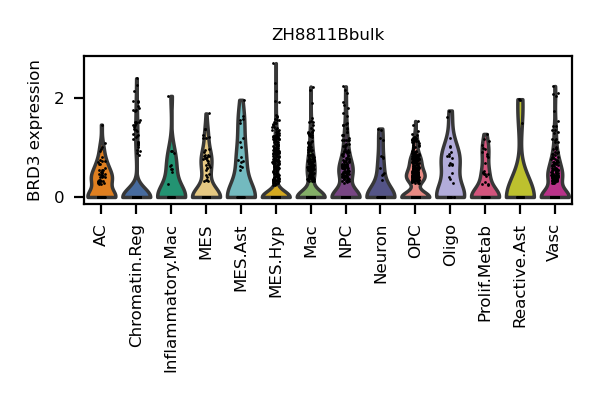 ZH8811Bbulk
BRD3 expression
2
0
AC
Chromatin.Reg
Inflammatory.Mac
MES
MES.Ast
MES.Hyp
Mac
NPC
Neuron
OPC
Oligo
Prolif.Metab
Reactive.Ast
Vasc